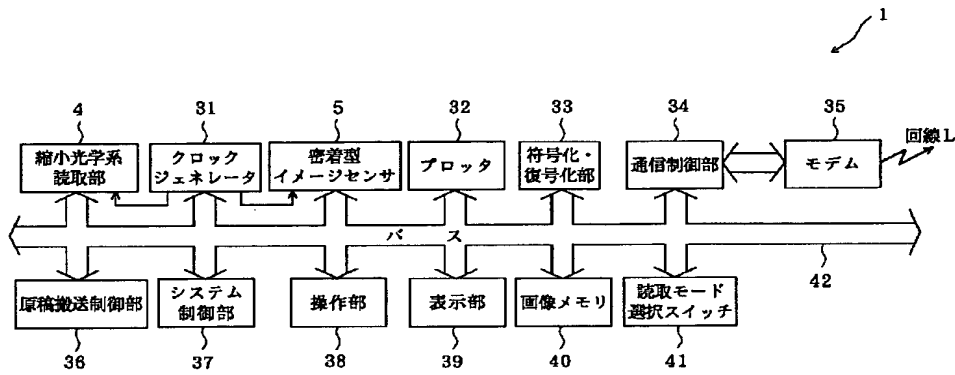 1
4
31
5
32
33
34
35
縮小光学系
読取部
クロック
ジェネレータ
密着型
イメージセンサ
プロッタ
符号化・
復号化部
通信制御部
モデム
回線L
バス
42
原稿搬送制御部
システム
制御部
操作部
表示部
画像メモリ
読取モード
選択スイッチ
36
37
38
39
40
41